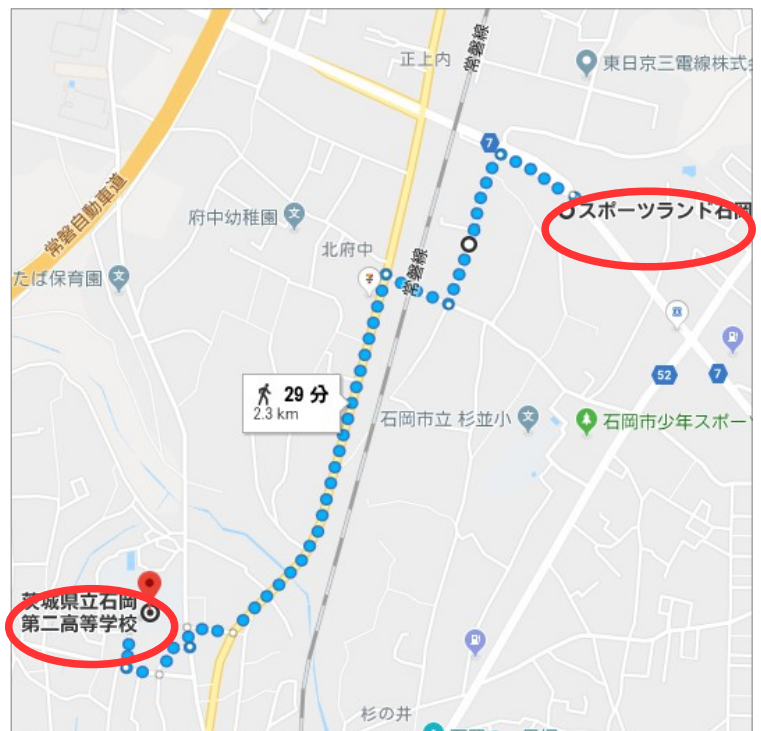 正上内
常磐線
東日京三電線株式会
7
スポーツランド石岡
常磐自動車道
府中幼稚園
北府中
常磐線
たば保育園
29 分
2.3 km
52
7
石岡市立 杉並小
石岡市少年スポー
茨城県立石岡
第二高等学校
杉の井